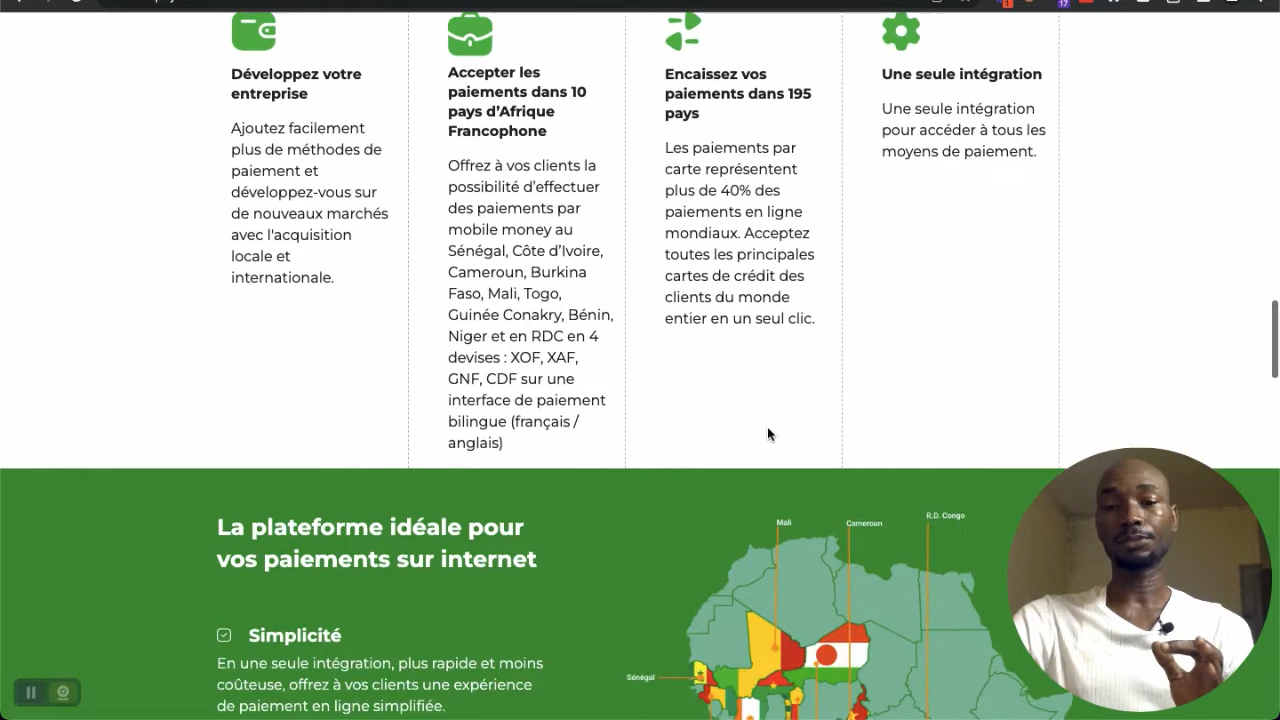 1
17
Développez votre
entreprise
Ajoutez facilement
plus de méthodes de
paiement et
développez-vous sur
de nouveaux marchés
avec l'acquisition
locale et
internationale.
Accepter les
paiements dans 10
pays d’Afrique
Francophone
Offrez à vos clients la
possibilité d’effectuer
des paiements par
mobile money au
Sénégal, Côte d’Ivoire,
Cameroun, Burkina
Faso, Mali, Togo,
Guinée Conakry, Bénin,
Niger et en RDC en 4
devises : XOF, XAF,
GNF, CDF sur une
interface de paiement
bilingue (français /
anglais)
Encaissez vos
paiements dans 195
pays
Les paiements par
carte représentent
plus de 40% des
paiements en ligne
mondiaux. Acceptez
toutes les principales
cartes de crédit des
clients du monde
entier en un seul clic.
Une seule intégration
Une seule intégration
pour accéder à tous les
moyens de paiement.
La plateforme idéale pour
vos paiements sur internet
Simplicité
En une seule intégration, plus rapide et moins
coûteuse, offrez à vos clients une expérience
de paiement en ligne simplifiée.
Mali
Cameroun
R.D. Congo
Sénégal